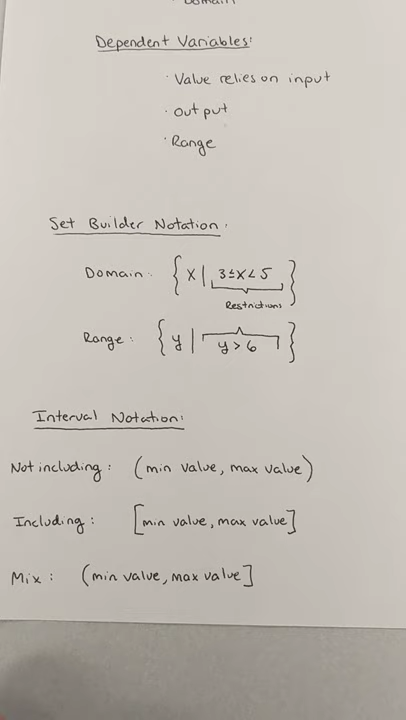 Domain
Dependent Variables:
· Value relies on input
· output
· Range
Set Builder Notation:
Domain: {x | 3≤x<5}
Restrictions
Range: {y | y > 6}
Interval Notation:
Not including: (min value, max value)
Including: [min value, max value]
Mix: (min value, max value]